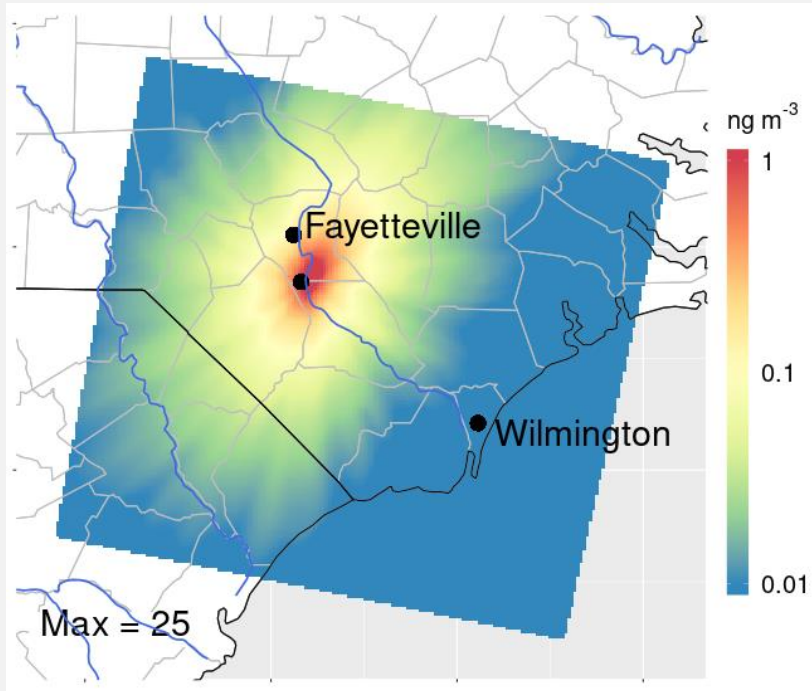 ng m⁻³
1
Fayetteville
0.1
Wilmington
0.01
Max = 25